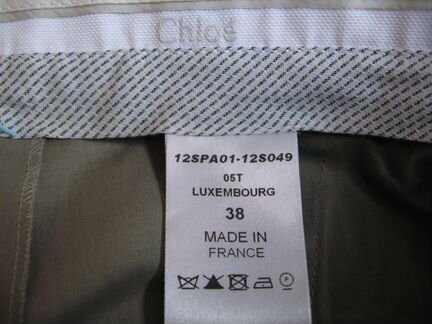 Chloé
12SPA01-12S049
05T
LUXEMBOURG
38
MADE IN
FRANCE